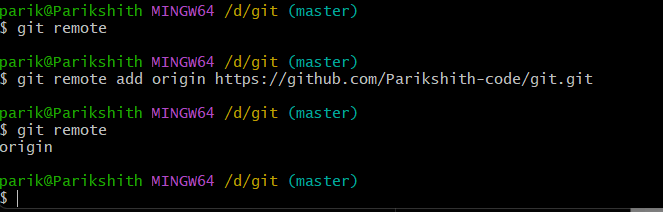 parik@Parikshith MINGW64 /d/git (master)
$ git remote
parik@Parikshith MINGW64 /d/git (master)
$ git remote add origin https://github.com/Parikshith-code/git.git
parik@Parikshith MINGW64 /d/git (master)
$ git remote
origin
parik@Parikshith MINGW64 /d/git (master)
$